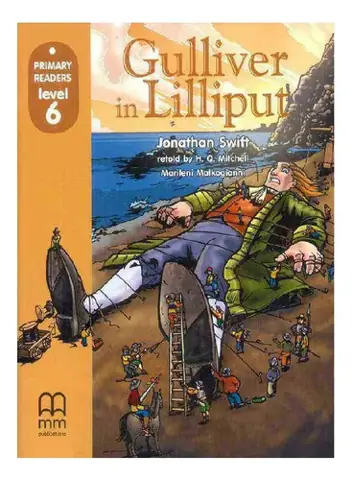 PRIMARY
READERS
level
6
Gulliver
in Lilliput
Jonathan Swift
retold by H. Q. Mitchell
Marileni Malkogianni
mm
publications